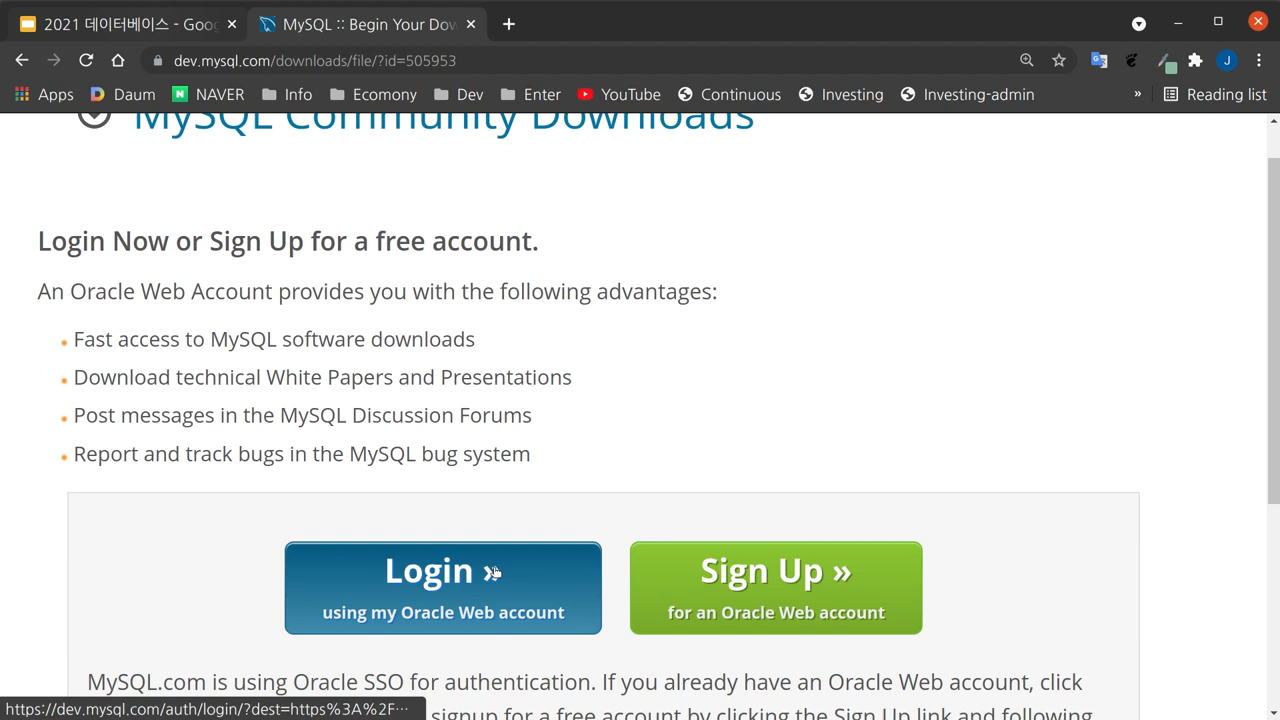 2021 데이터베이스 - Goog
MySQL :: Begin Your Dow
dev.mysql.com/downloads/file/?id=505953
Apps Daum NAVER Info Ecomony Dev Enter YouTube Continuous Investing Investing-admin » Reading list
MySQL Community Downloads
Login Now or Sign Up for a free account.
An Oracle Web Account provides you with the following advantages:
Fast access to MySQL software downloads
Download technical White Papers and Presentations
Post messages in the MySQL Discussion Forums
Report and track bugs in the MySQL bug system
Login »
using my Oracle Web account
Sign Up »
for an Oracle Web account
MySQL.com is using Oracle SSO for authentication. If you already have an Oracle Web account, click
signup for a free account by clicking the Sign Up link and following
https://dev.mysql.com/auth/login/?dest=https%3A%2F…